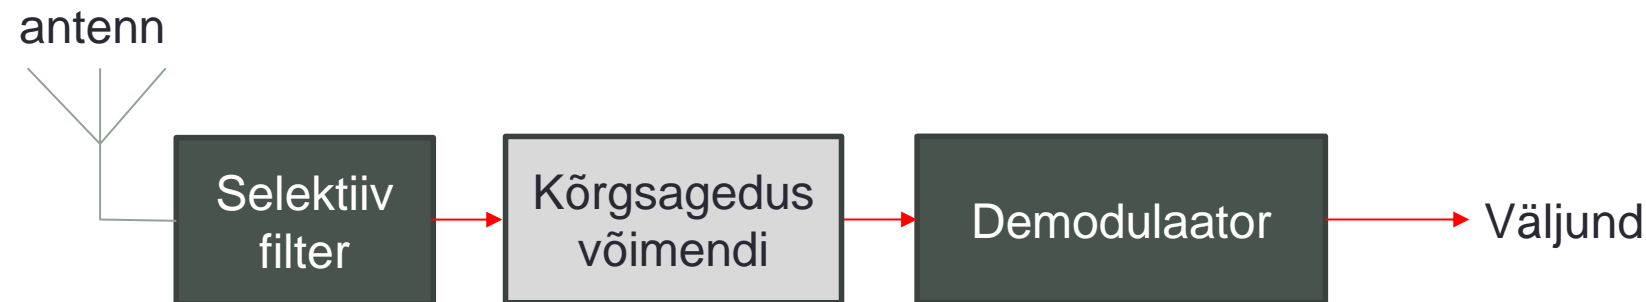 antenn
Selektiiv
filter
Kõrgsagedus
võimendi
Demodulaator
Väljund